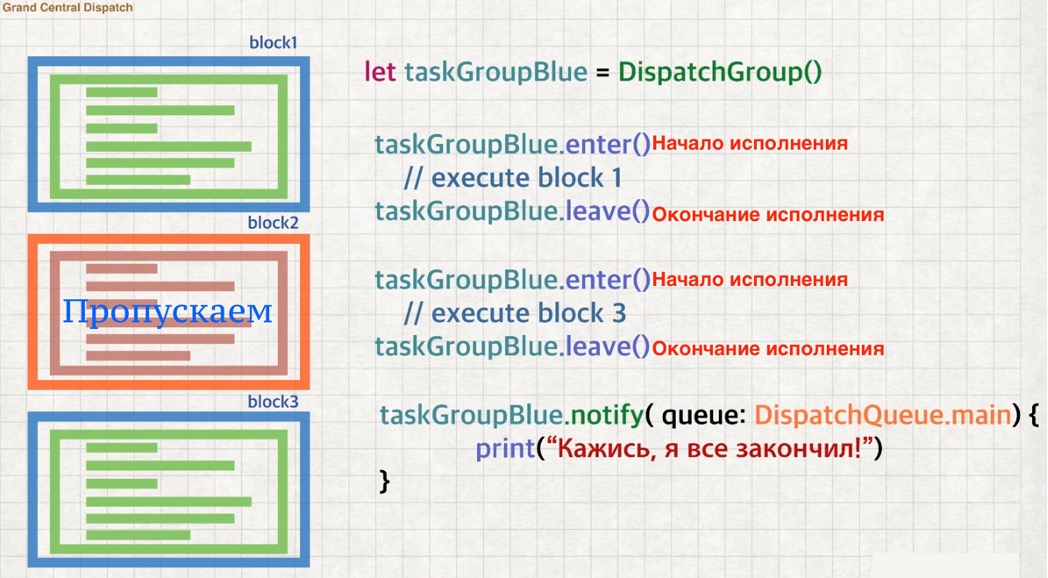 Grand Central Dispatch
block1
block2
Пропускаем
block3
let taskGroupBlue = DispatchGroup()
taskGroupBlue.enter()Начало исполнения
// execute block 1
taskGroupBlue.leave()Окончание исполнения
taskGroupBlue.enter()Начало исполнения
// execute block 3
taskGroupBlue.leave()Окончание исполнения
taskGroupBlue.notify( queue: DispatchQueue.main) {
print(“Кажись, я все закончил!”)
}